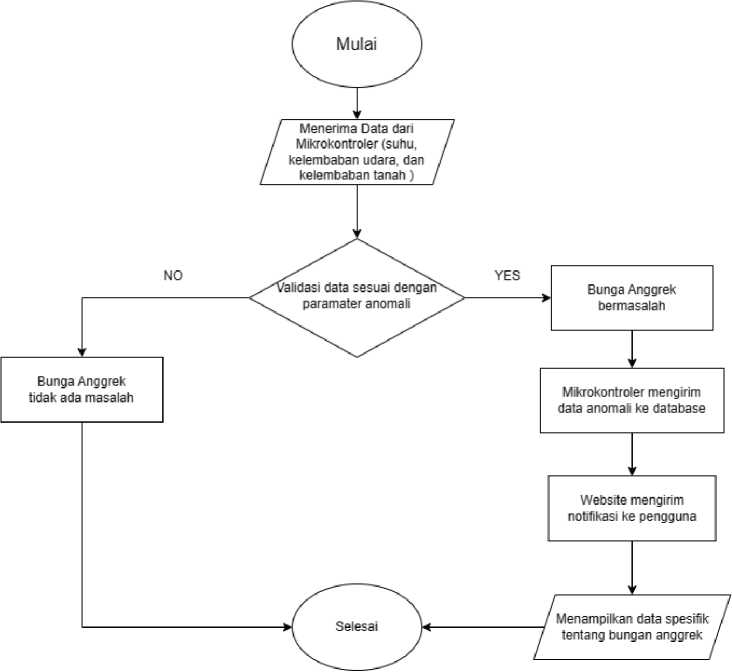 Mulai
Menerima Data dari
Mikrokontroler (suhu,
kelembaban udara, dan
kelembaban tanah )
NO
Validasi data sesuai dengan
paramater anomali
YES
Bunga Anggrek
bermasalah
Bunga Anggrek
tidak ada masalah
Mikrokontroler mengirim
data anomali ke database
Website mengirim
notifikasi ke pengguna
Menampilkan data spesifik
tentang bungan anggrek
Selesai